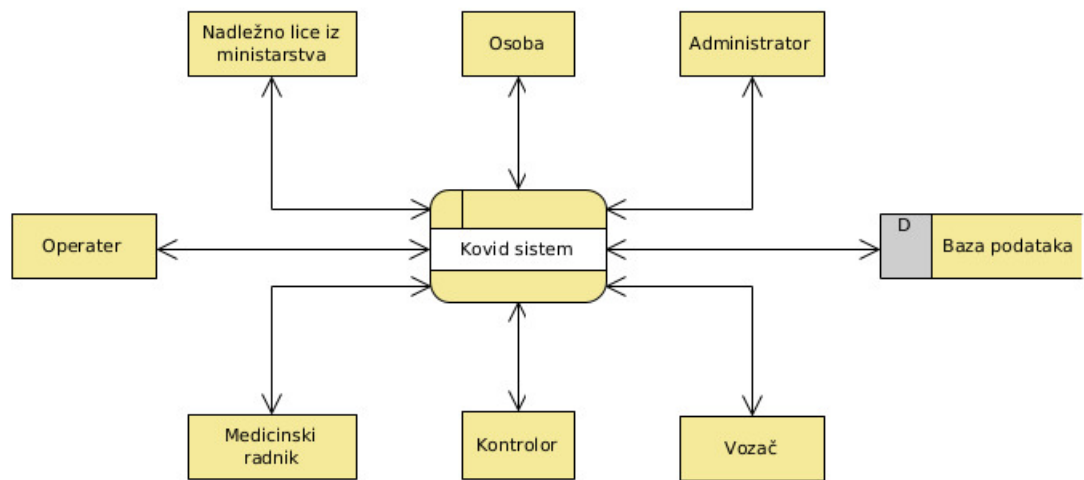 Nadležno lice iz
ministarstva
Osoba
Administrator
Operater
Kovid sistem
D
Baza podataka
Medicinski
radnik
Kontrolor
Vozač